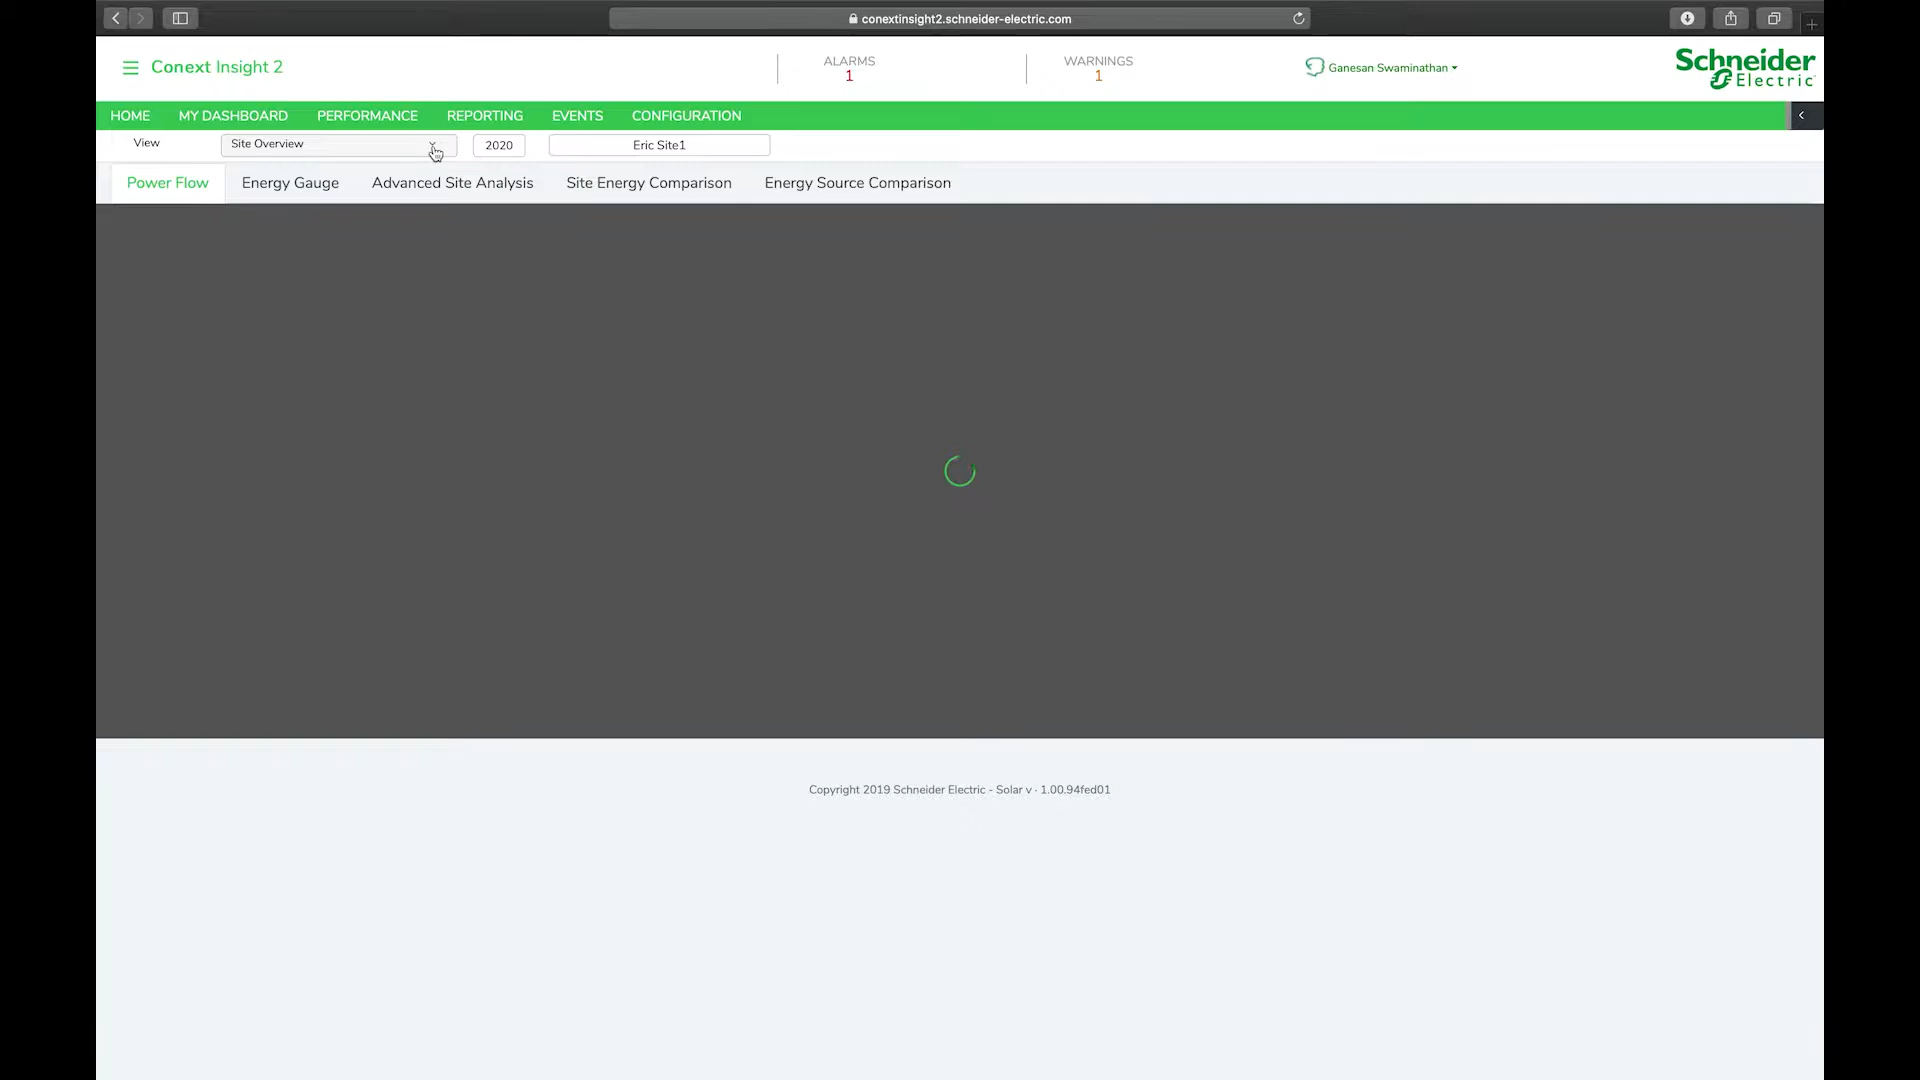 conextinsight2.schneider-electric.com
Conext Insight 2
ALARMS
1
WARNINGS
1
Ganesan Swaminathan
Schneider
Electric
HOME MY DASHBOARD PERFORMANCE REPORTING EVENTS CONFIGURATION
View Site Overview 2020 Eric Site1
Power Flow Energy Gauge Advanced Site Analysis Site Energy Comparison Energy Source Comparison
Copyright 2019 Schneider Electric - Solar v · 1.00.94fed01